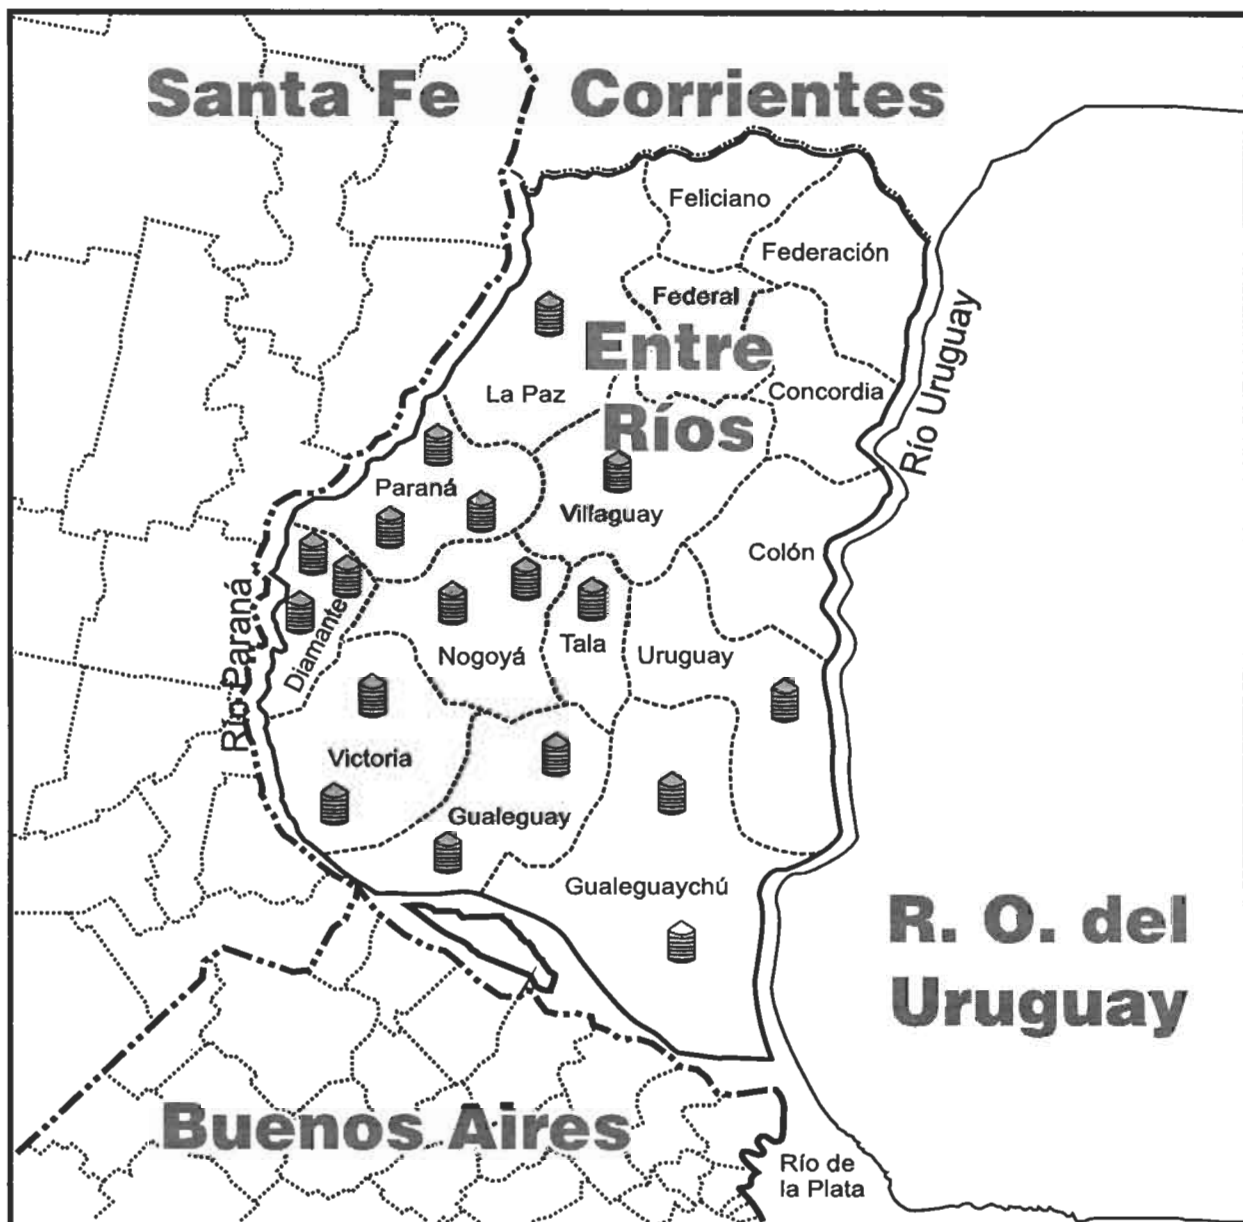 Santa Fe
Corrientes
Feliciano
Federación
Federal
Entre
Ríos
La Paz
Concordia
Río Uruguay
Paraná
Villaguay
Colón
Río Paraná
Diamante
Nogoyá
Tala
Uruguay
Victoria
Gualeguay
Gualeguaychú
R. O. del
Uruguay
Buenos Aires
Río de
la Plata